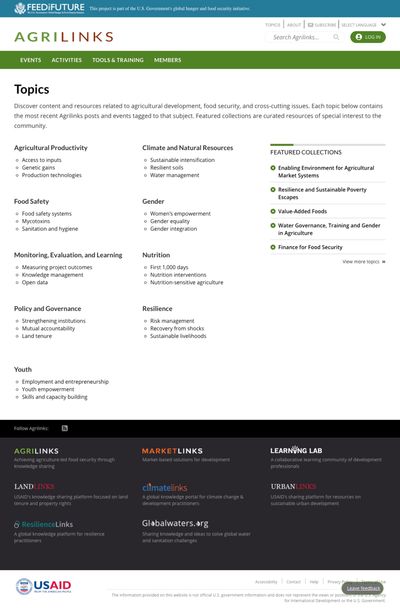 FEEDIFUTURE This project is part of the U.S. Government's global hunger and food security initiative.
TOPICS | ABOUT | SUBSCRIBE | SELECT LANGUAGE
AGRILINKS Search Agrilinks... LOG IN
EVENTS ACTIVITIES TOOLS & TRAINING MEMBERS
Topics
Discover content and resources related to agricultural development, food security, and cross-cutting issues. Each topic below contains
the most recent Agrilinks posts and events tagged to that subject. Featured collections are curated resources of special interest to the
community.
Agricultural Productivity
Access to inputs
Genetic gains
Production technologies
Climate and Natural Resources
Sustainable intensification
Resilient soils
Water management
Food Safety
Food safety systems
Mycotoxins
Sanitation and hygiene
Gender
Women's empowerment
Gender equality
Gender integration
Monitoring, Evaluation, and Learning
Measuring project outcomes
Knowledge management
Open data
Nutrition
First 1,000 days
Nutrition interventions
Nutrition-sensitive agriculture
Policy and Governance
Strengthening institutions
Mutual accountability
Land tenure
Resilience
Risk management
Recovery from shocks
Sustainable livelihoods
Youth
Employment and entrepreneurship
Youth empowerment
Skills and capacity building
FEATURED COLLECTIONS
Enabling Environment for Agricultural
Market Systems
Resilience and Sustainable Poverty
Escapes
Value-Added Foods
Water Governance, Training and Gender
in Agriculture
Finance for Food Security
View more topics »
Follow Agrilinks:
AGRILINKS
Achieving agriculture-led food security through
knowledge sharing
MARKETLINKS
Market-based solutions for development
LEARNING LAB
A collaborative learning community of development
professionals
LANDLINKS
USAID's knowledge sharing platform focused on land
tenure and property rights
climatelinks
A global knowledge portal for climate & change
development practitioners
URBANLINKS
USAID's sharing platform for resources on
sustainable urban development
ResilienceLinks
A global knowledge platform for resilience
practitioners
Globalwaters.org
Sharing knowledge and ideas to solve global water
and sanitation challenges
USAID
FROM THE AMERICAN PEOPLE
Accessibility | Contact | Help | Privacy
Leave feedback
The information provided on this website is not official U.S. government information and does not represent the views or positions of the U.S. Agency
for International Development or the U.S. Government.